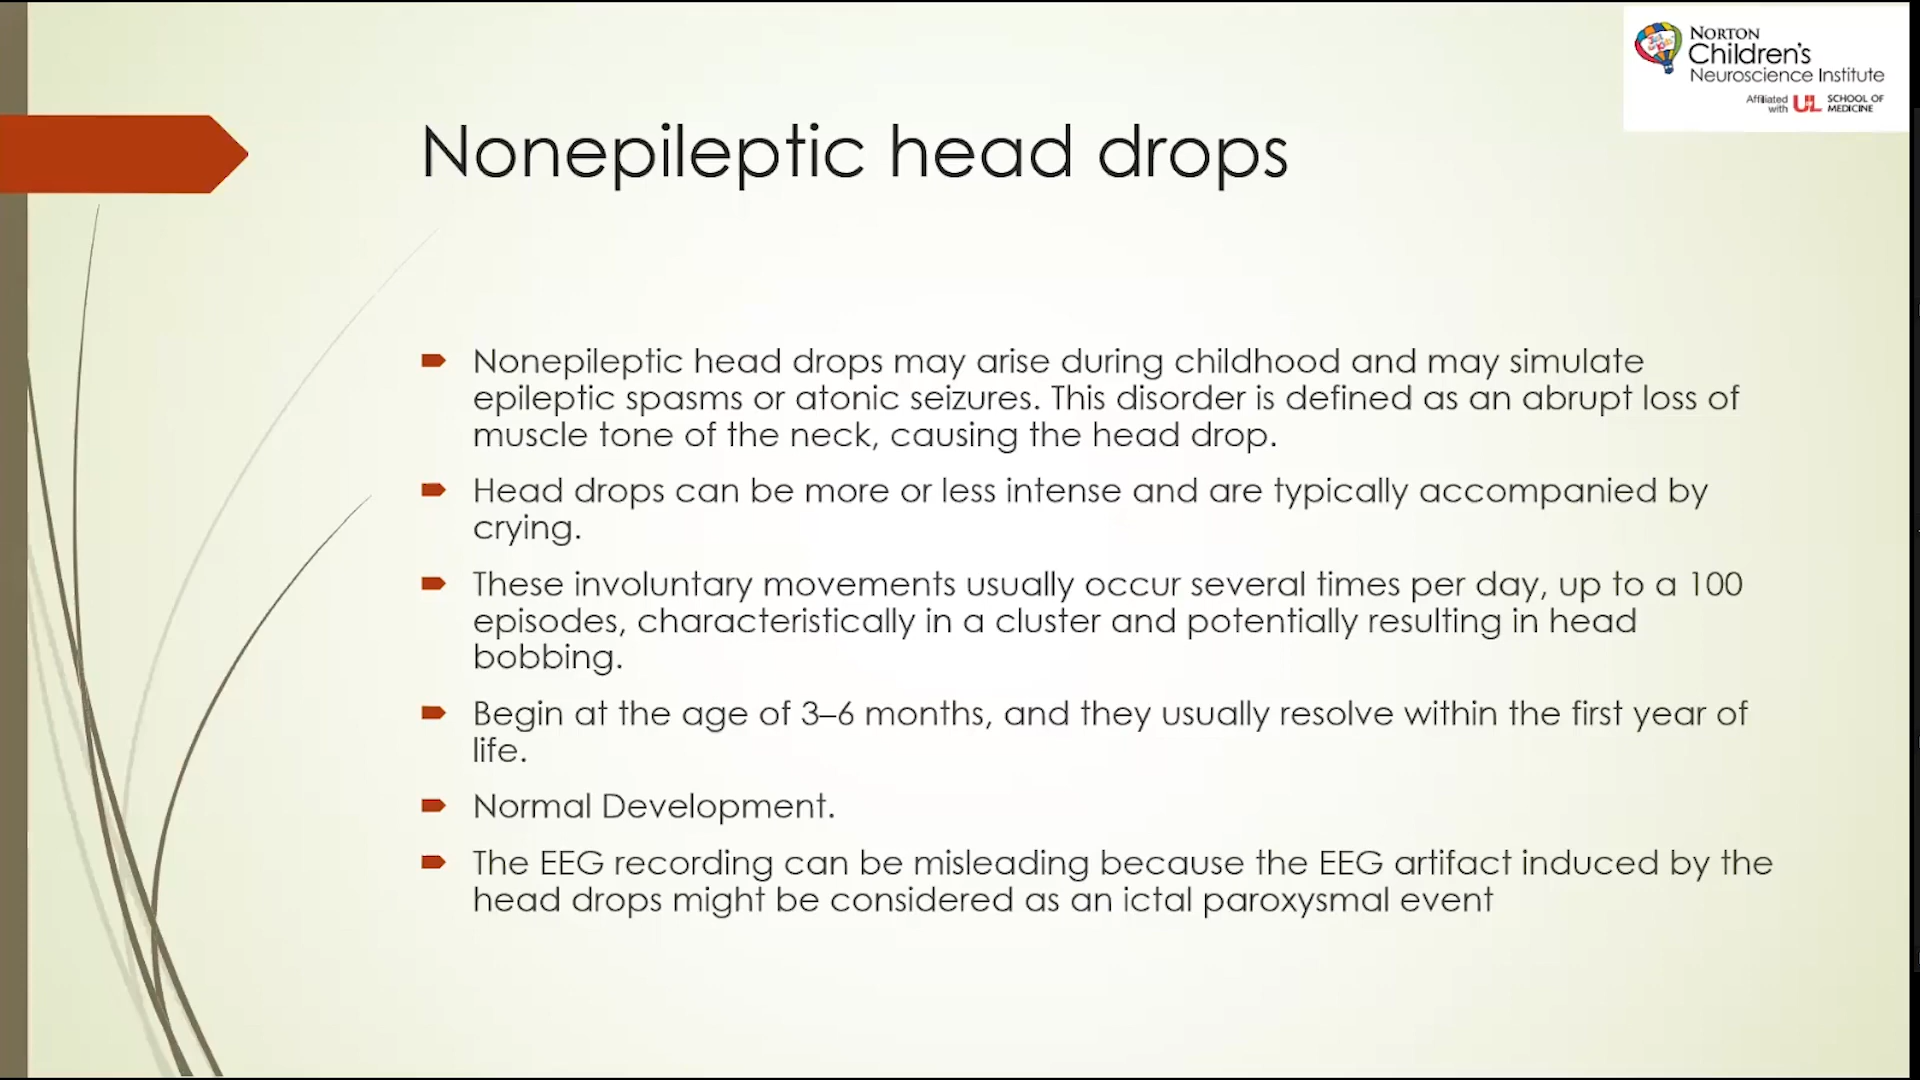 NORTON
Children's
Neuroscience Institute
Affiliated with UL SCHOOL OF MEDICINE
Nonepileptic head drops
Nonepileptic head drops may arise during childhood and may simulate
epileptic spasms or atonic seizures. This disorder is defined as an abrupt loss of
muscle tone of the neck, causing the head drop.
Head drops can be more or less intense and are typically accompanied by
crying.
These involuntary movements usually occur several times per day, up to a 100
episodes, characteristically in a cluster and potentially resulting in head
bobbing.
Begin at the age of 3–6 months, and they usually resolve within the first year of
life.
Normal Development.
The EEG recording can be misleading because the EEG artifact induced by the
head drops might be considered as an ictal paroxysmal event